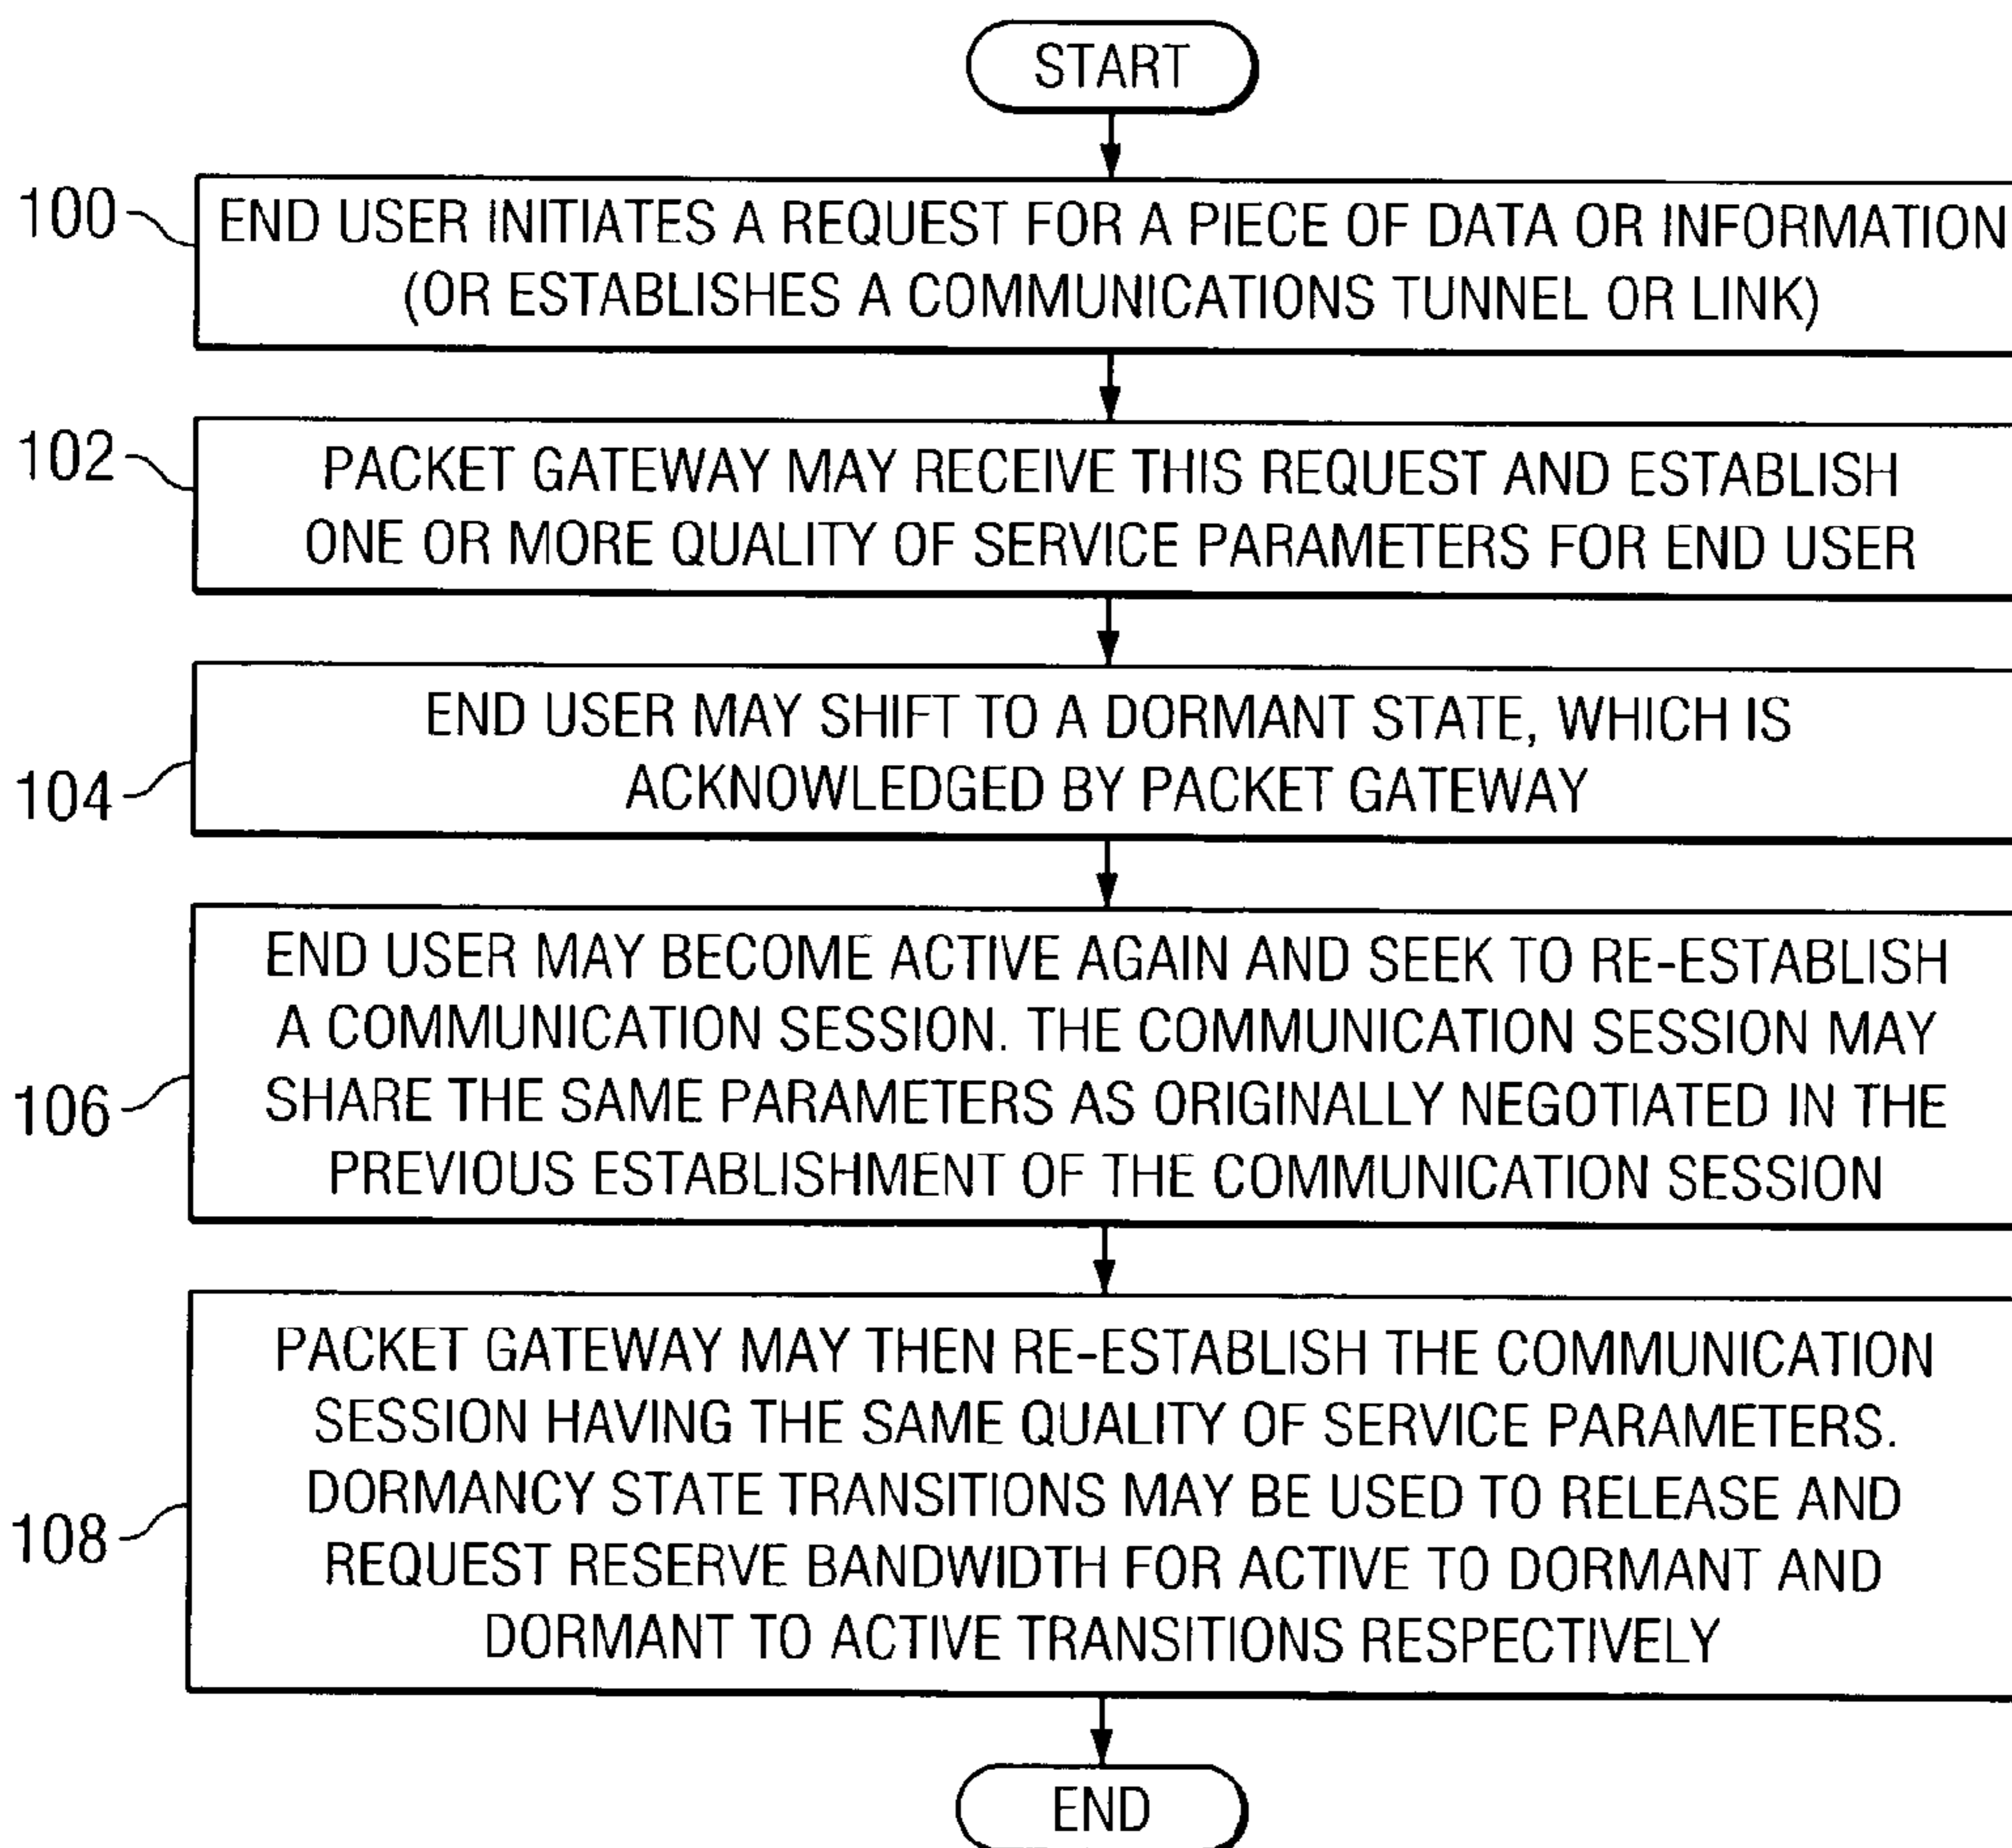 START
100
END USER INITIATES A REQUEST FOR A PIECE OF DATA OR INFORMATION
(OR ESTABLISHES A COMMUNICATIONS TUNNEL OR LINK)
102
PACKET GATEWAY MAY RECEIVE THIS REQUEST AND ESTABLISH
ONE OR MORE QUALITY OF SERVICE PARAMETERS FOR END USER
104
END USER MAY SHIFT TO A DORMANT STATE, WHICH IS
ACKNOWLEDGED BY PACKET GATEWAY
106
END USER MAY BECOME ACTIVE AGAIN AND SEEK TO RE-ESTABLISH
A COMMUNICATION SESSION. THE COMMUNICATION SESSION MAY
SHARE THE SAME PARAMETERS AS ORIGINALLY NEGOTIATED IN THE
PREVIOUS ESTABLISHMENT OF THE COMMUNICATION SESSION
108
PACKET GATEWAY MAY THEN RE-ESTABLISH THE COMMUNICATION
SESSION HAVING THE SAME QUALITY OF SERVICE PARAMETERS.
DORMANCY STATE TRANSITIONS MAY BE USED TO RELEASE AND
REQUEST RESERVE BANDWIDTH FOR ACTIVE TO DORMANT AND
DORMANT TO ACTIVE TRANSITIONS RESPECTIVELY
END